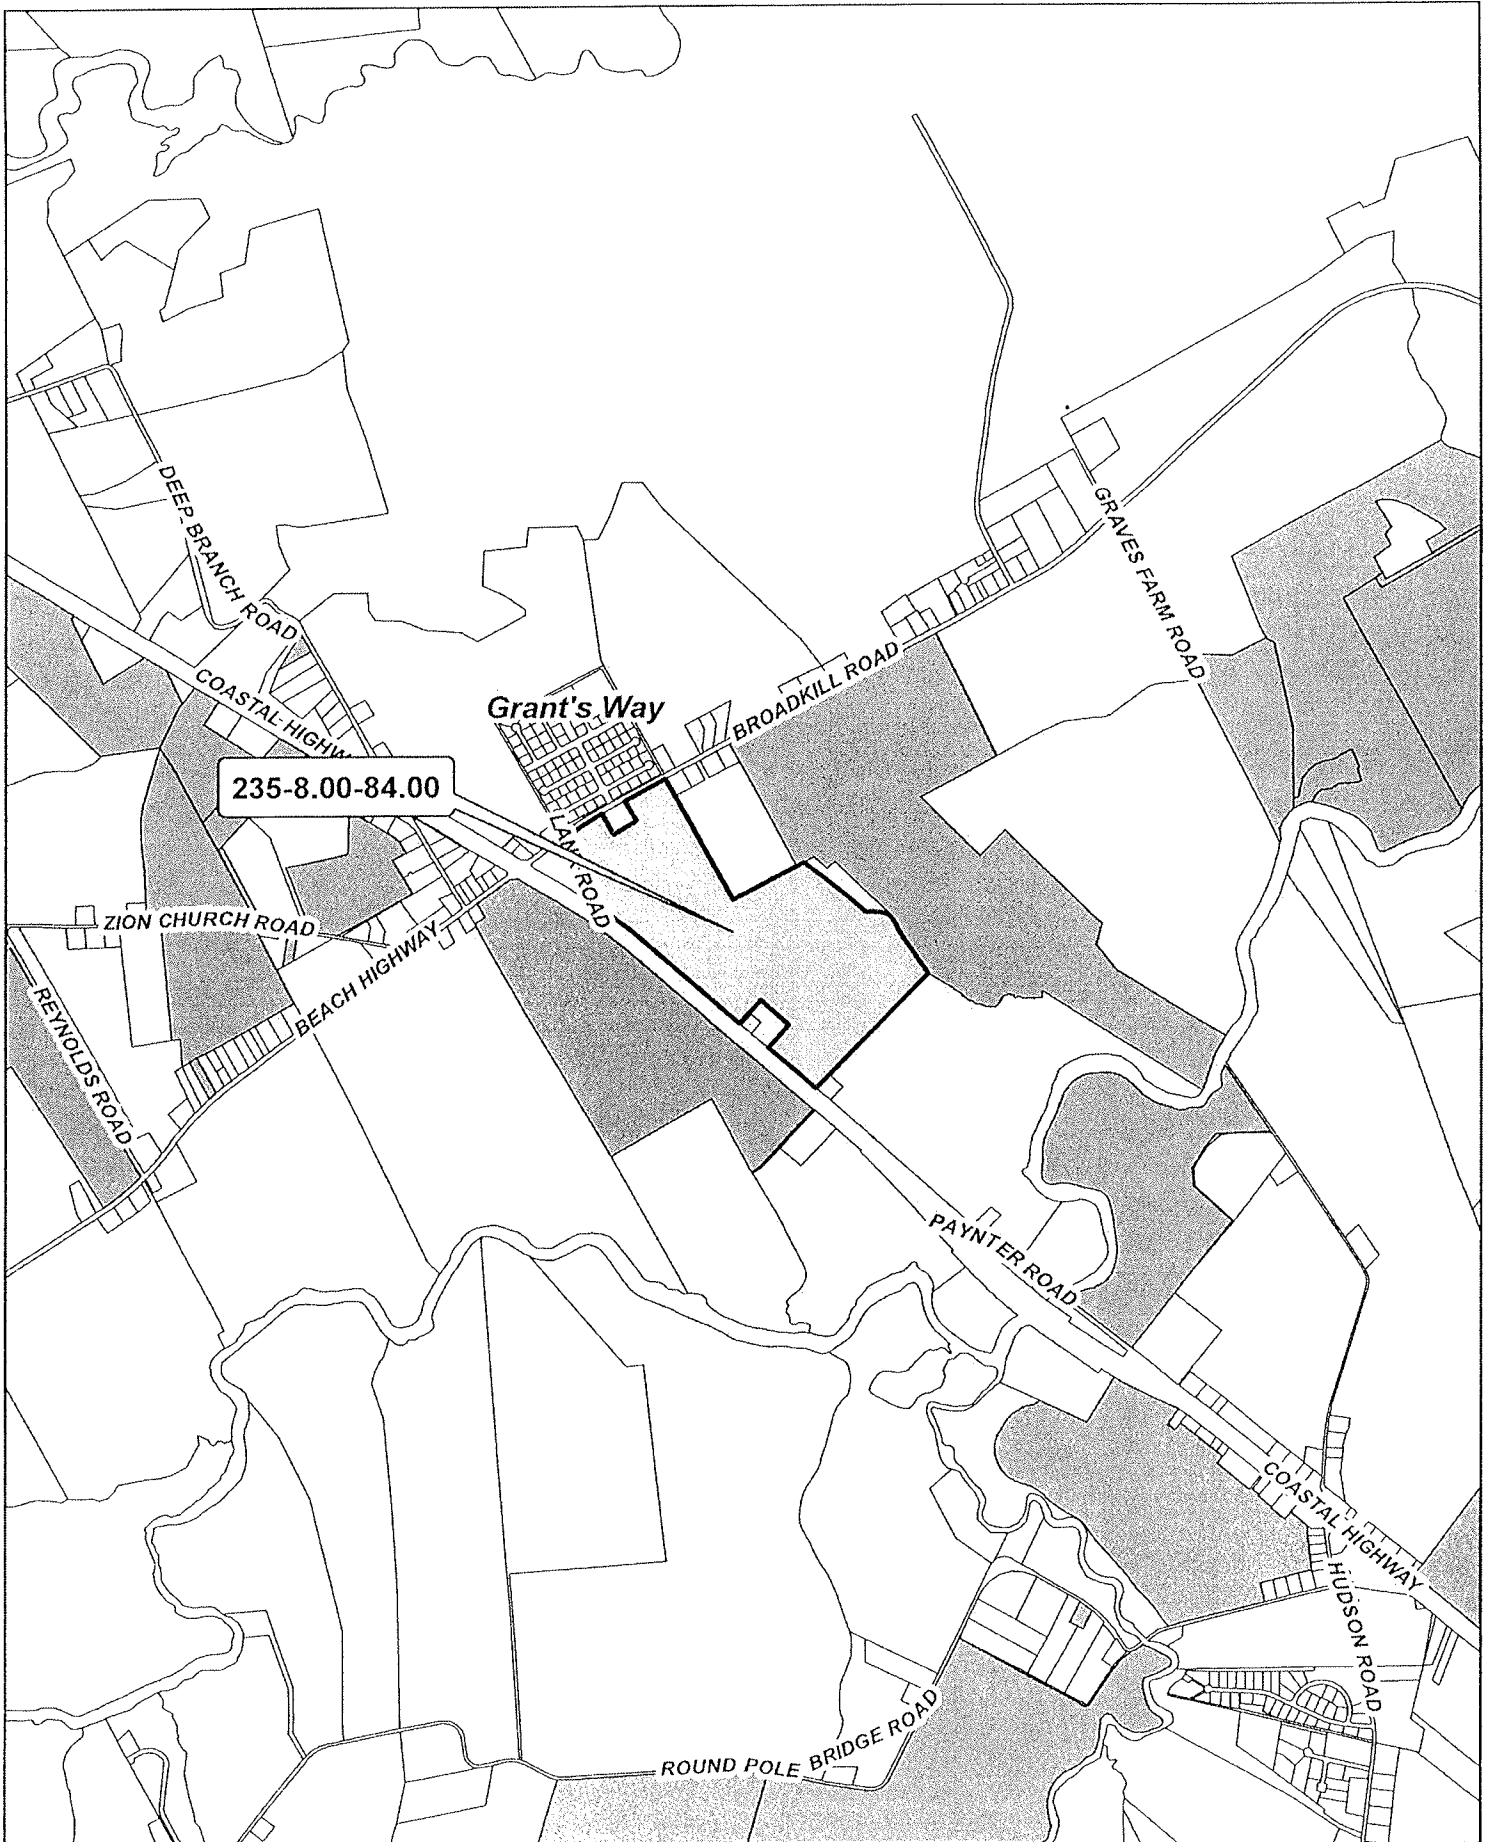 DEEP BRANCH ROAD
GRAVES FARM ROAD
COASTAL HIGHW
Grant's Way
BROADKILL ROAD
235-8.00-84.00
LAN ROAD
ZION CHURCH ROAD
BEACH HIGHWAY
REYNOLDS ROAD
PAYNTER ROAD
COASTAL HIGHWAY
HUDSON ROAD
ROUND POLE BRIDGE ROAD